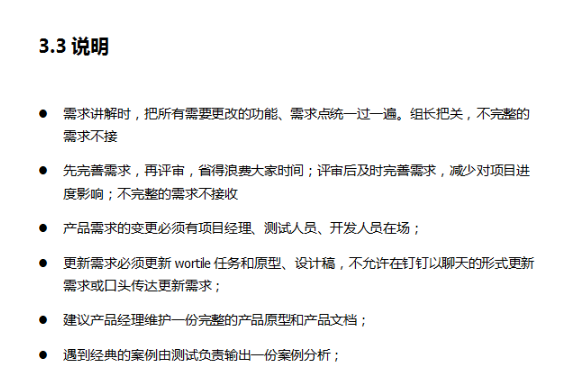 3.3 说明
● 需求讲解时，把所有需要更改的功能、需求点统一过一遍。组长把关，不完整的
需求不接
● 先完善需求，再评审，省得浪费大家时间；评审后及时完善需求，减少对项目进
度影响；不完整的需求不接收
● 产品需求的变更必须有项目经理、测试人员、开发人员在场；
● 更新需求必须更新 wortile 任务和原型、设计稿，不允许在钉钉以聊天的形式更新
需求或口头传达更新需求；
● 建议产品经理维护一份完整的产品原型和产品文档；
● 遇到经典的案例由测试负责输出一份案例分析；